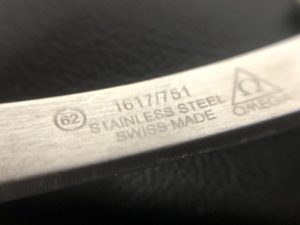 62
1617/751
STAINLESS STEEL
SWISS MADE
Ω
OMEGA